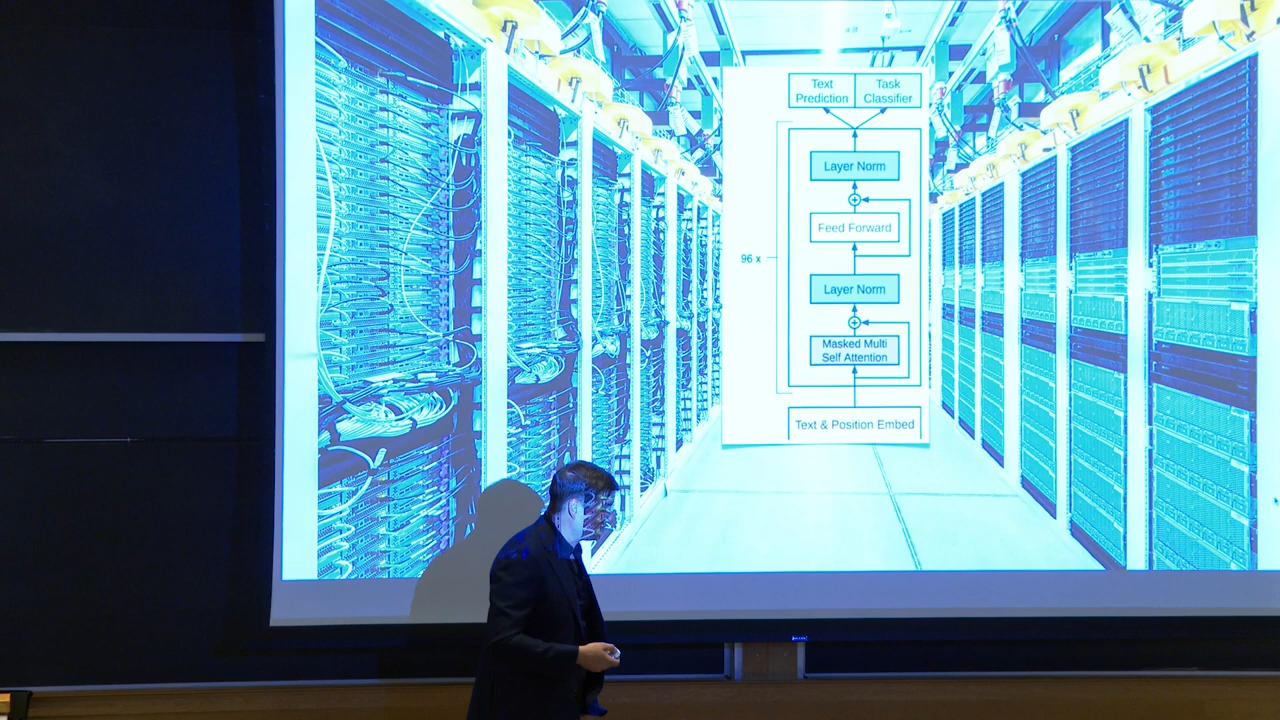 Text
Prediction
Task
Classifier
Layer Norm
Feed Forward
96 x
Layer Norm
Masked Multi
Self Attention
Text & Position Embed